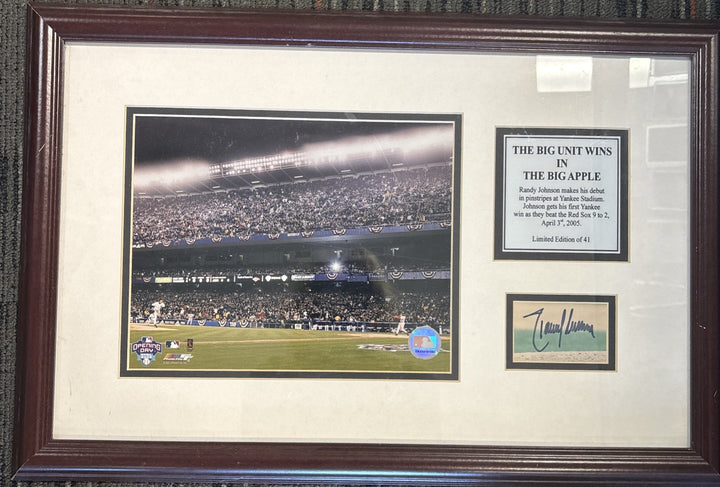 THE BIG UNIT WINS
IN
THE BIG APPLE
Randy Johnson makes his debut
in pinstripes at Yankee Stadium.
Johnson gets his first Yankee
win as they beat the Red Sox 9 to 2,
April 3rd, 2005.
Limited Edition of 41
OPENING
DAY